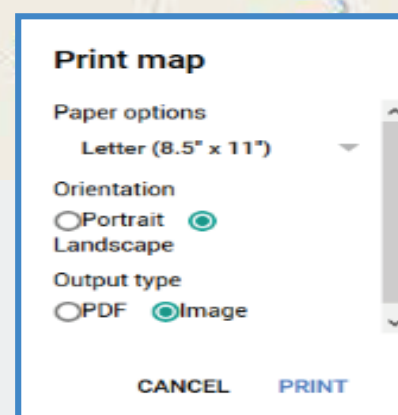 Print map
Paper options
Letter (8.5" x 11")
Orientation
Portrait
Landscape
Output type
PDF Image
CANCEL PRINT